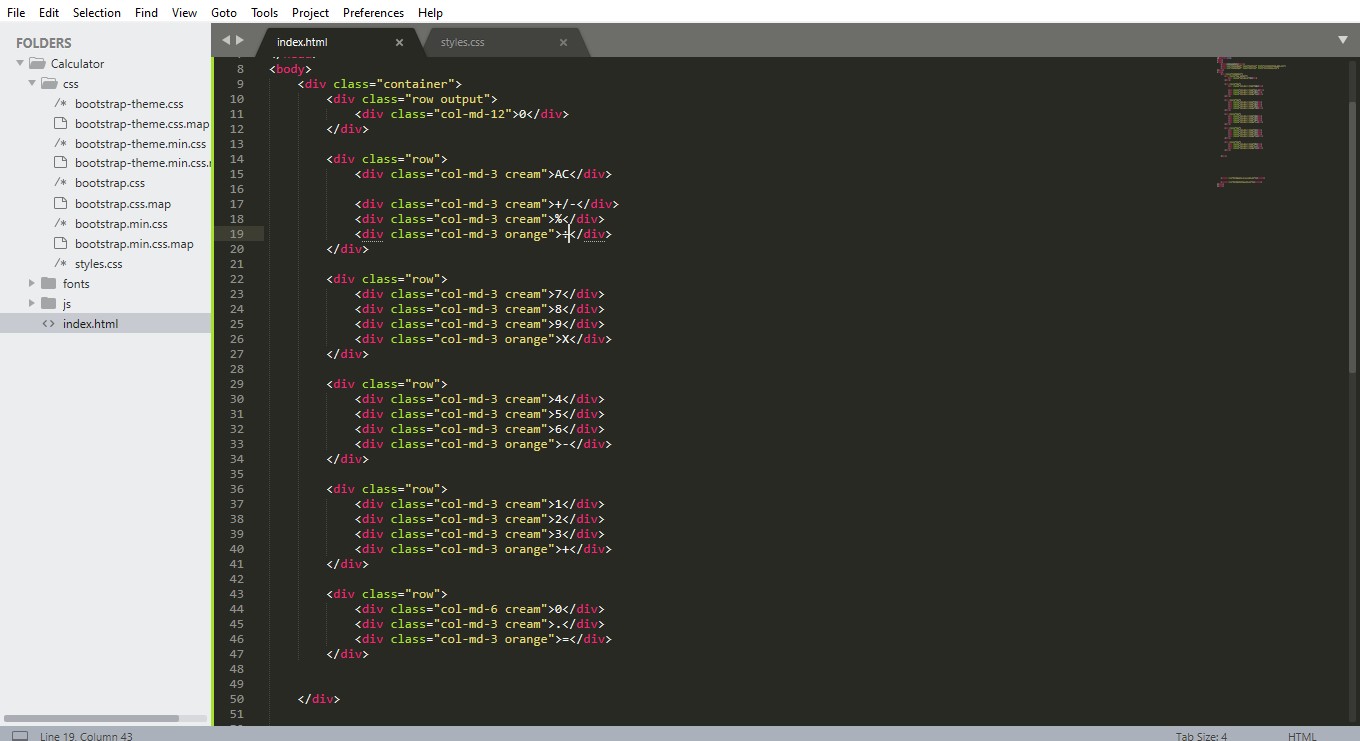 File Edit Selection Find View Goto Tools Project Preferences Help
FOLDERS
Calculator
css
/* bootstrap-theme.css
bootstrap-theme.css.map
/* bootstrap-theme.min.css
bootstrap-theme.min.css.
/* bootstrap.css
bootstrap.css.map
/* bootstrap.min.css
bootstrap.min.css.map
/* styles.css
fonts
js
<> index.html
index.html × styles.css ×
8 <body>
9 <div class="container">
10 <div class="row output">
11 <div class="col-md-12">0</div>
12 </div>
13
14 <div class="row">
15 <div class="col-md-3 cream">AC</div>
16
17 <div class="col-md-3 cream">+/-</div>
18 <div class="col-md-3 cream">%</div>
19 <div class="col-md-3 orange">÷</div>
20 </div>
21
22 <div class="row">
23 <div class="col-md-3 cream">7</div>
24 <div class="col-md-3 cream">8</div>
25 <div class="col-md-3 cream">9</div>
26 <div class="col-md-3 orange">X</div>
27 </div>
28
29 <div class="row">
30 <div class="col-md-3 cream">4</div>
31 <div class="col-md-3 cream">5</div>
32 <div class="col-md-3 cream">6</div>
33 <div class="col-md-3 orange">-</div>
34 </div>
35
36 <div class="row">
37 <div class="col-md-3 cream">1</div>
38 <div class="col-md-3 cream">2</div>
39 <div class="col-md-3 cream">3</div>
40 <div class="col-md-3 orange">+</div>
41 </div>
42
43 <div class="row">
44 <div class="col-md-6 cream">0</div>
45 <div class="col-md-3 cream">.</div>
46 <div class="col-md-3 orange">=</div>
47 </div>
48
49
50 </div>
51
Line 19, Column 43 Tab Size: 4 HTML